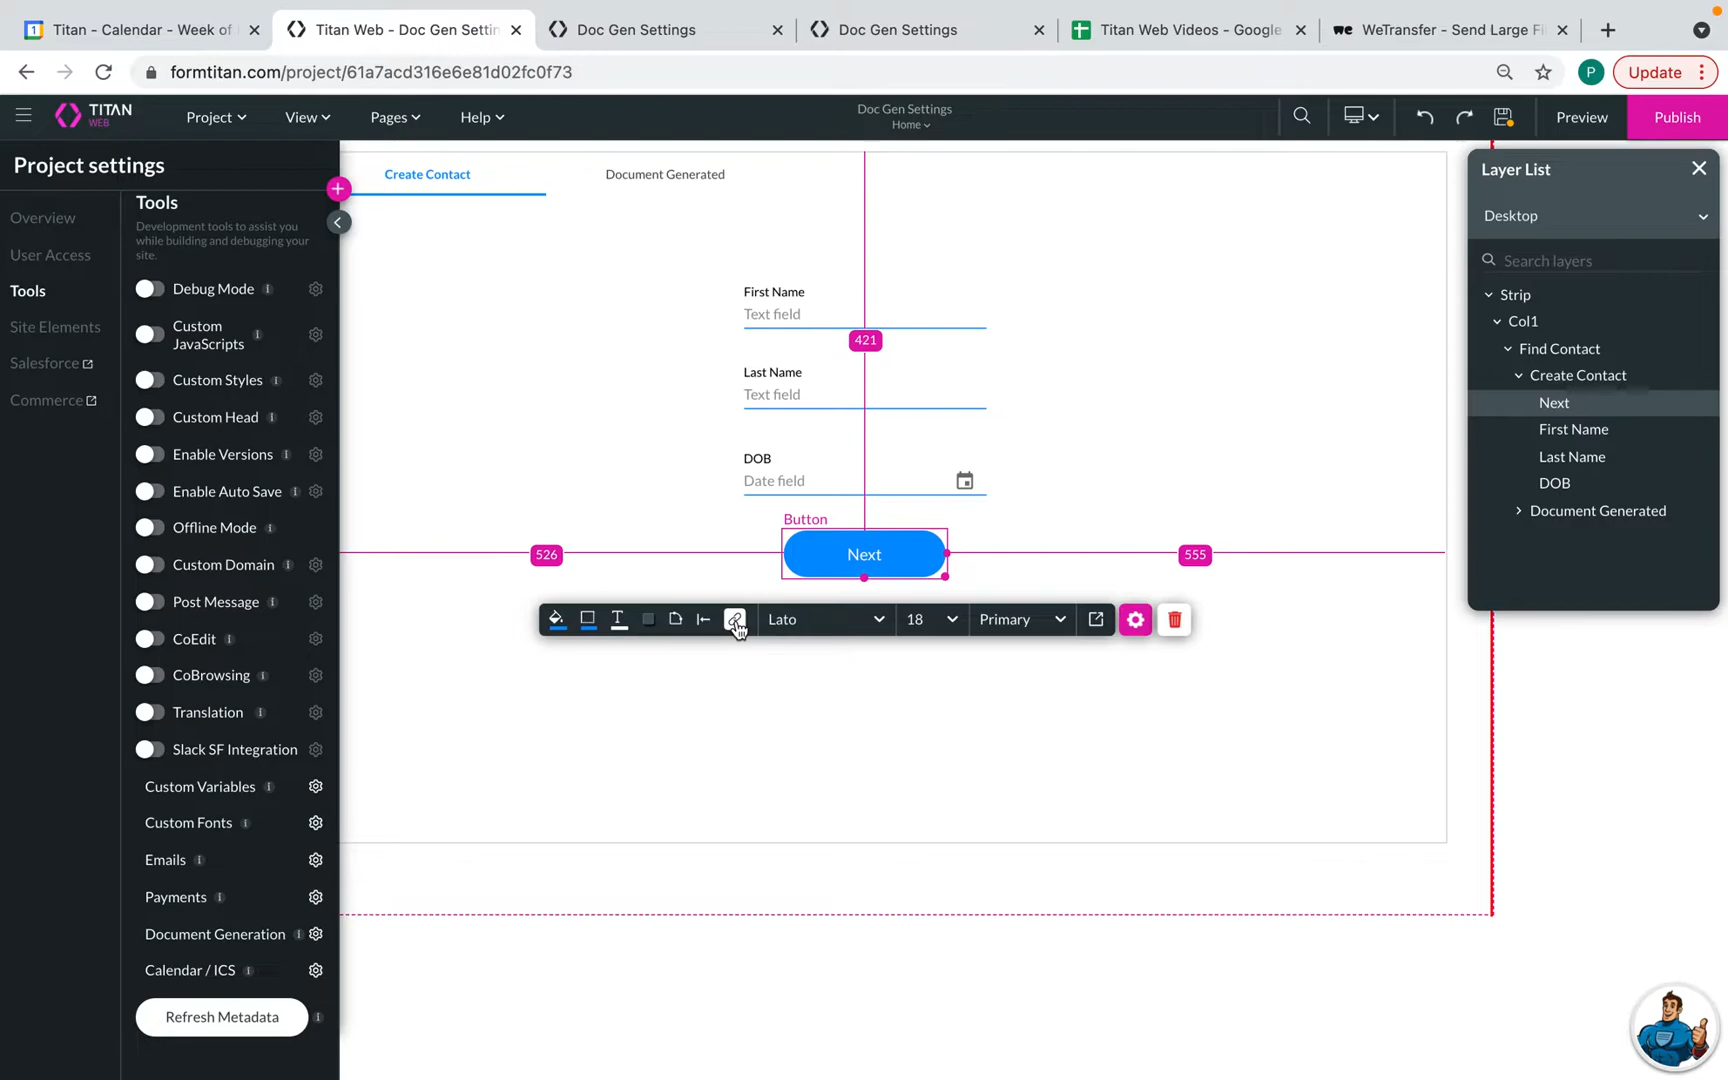 Titan - Calendar - Week of
Titan Web - Doc Gen Settin
Doc Gen Settings
Doc Gen Settings
Titan Web Videos - Google
WeTransfer - Send Large Fi
formtitan.com/project/61a7acd316e6e81d02fc0f73
P
Update
TITAN
WEB
Project
View
Pages
Help
Doc Gen Settings
Home
Preview
Publish
Project settings
Overview
User Access
Tools
Site Elements
Salesforce
Commerce
Tools
Development tools to assist you
while building and debugging your
site.
Debug Mode
Custom
JavaScripts
Custom Styles
Custom Head
Enable Versions
Enable Auto Save
Offline Mode
Custom Domain
Post Message
CoEdit
CoBrowsing
Translation
Slack SF Integration
Custom Variables
Custom Fonts
Emails
Payments
Document Generation
Calendar / ICS
Refresh Metadata
Create Contact
Document Generated
First Name
Text field
421
Last Name
Text field
DOB
Date field
Button
Next
526
555
Lato
18
Primary
Layer List
Desktop
Search layers
Strip
Col1
Find Contact
Create Contact
Next
First Name
Last Name
DOB
Document Generated